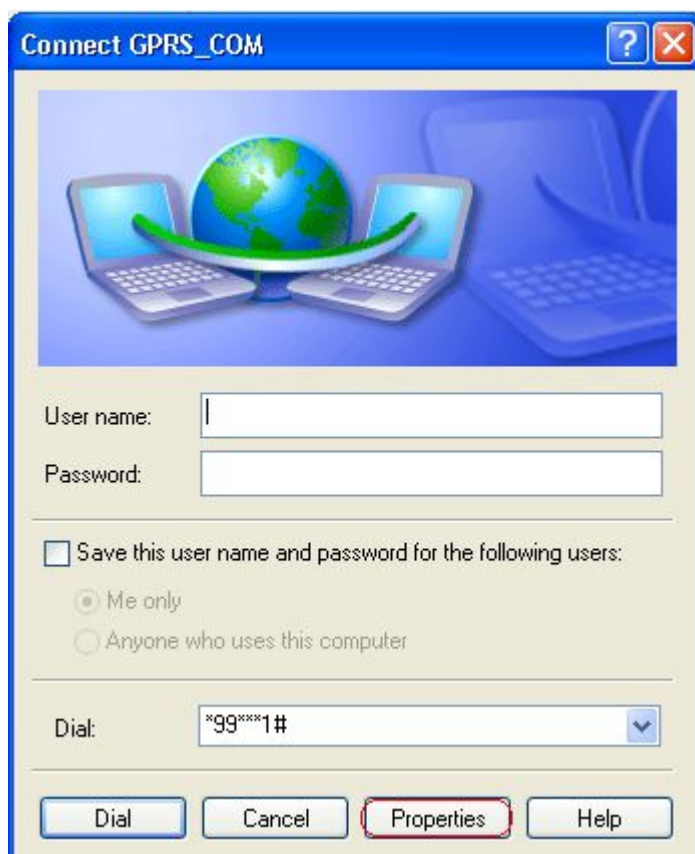 Connect GPRS_COM
User name:
Password:
Save this user name and password for the following users:
Me only
Anyone who uses this computer
Dial: *99***1#
Dial Cancel Properties Help